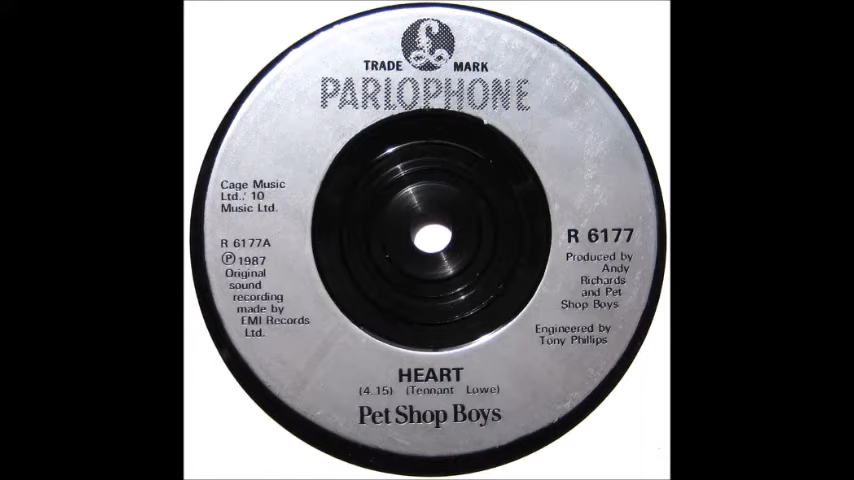 TRADE MARK
PARLOPHONE
Cage Music
Ltd.,' 10
Music Ltd.
R 6177A
Ⓟ 1987
Original
sound
recording
made by
EMI Records
Ltd.
R 6177
Produced by
Andy
Richards
and Pet
Shop Boys
Engineered by
Tony Phillips
HEART
(4.15) (Tennant Lowe)
Pet Shop Boys